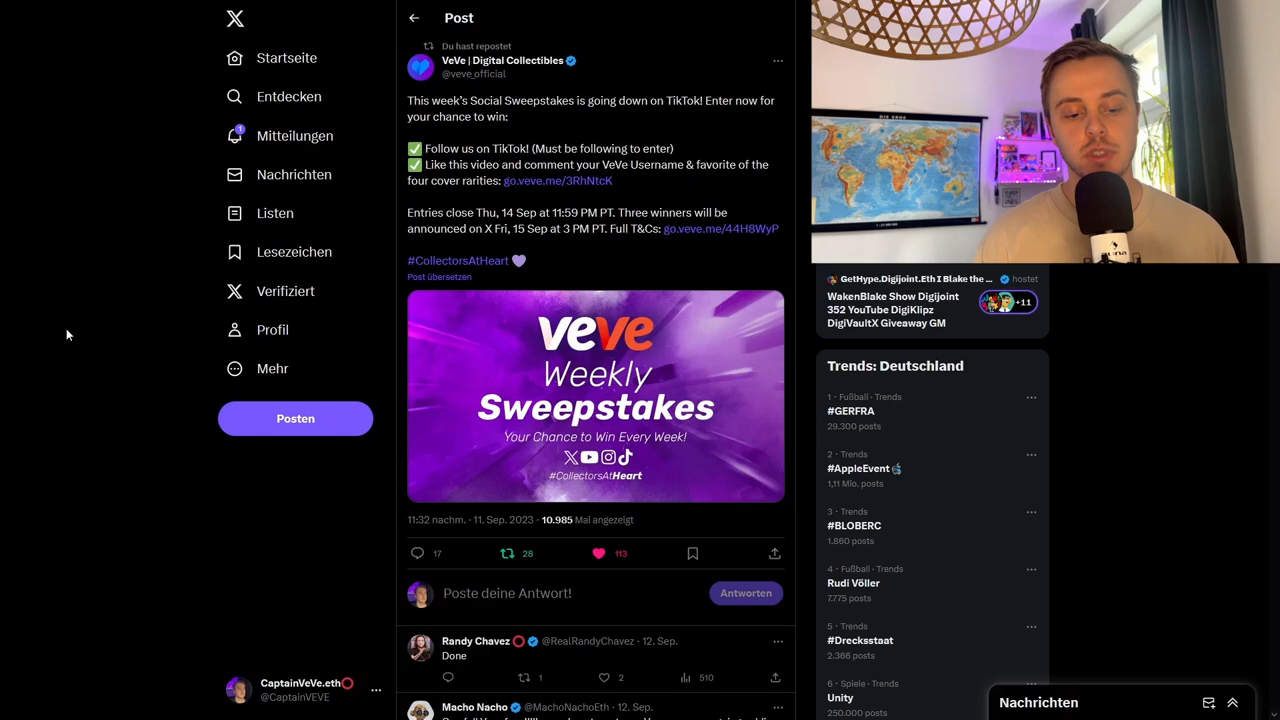 Post
Du hast repostet
VeVe | Digital Collectibles
@veve_official
This week's Social Sweepstakes is going down on TikTok! Enter now for
your chance to win:
✅ Follow us on TikTok! (Must be following to enter)
✅ Like this video and comment your VeVe Username & favorite of the
four cover rarities: go.veve.me/3RhNtcK
Entries close Thu, 14 Sep at 11:59 PM PT. Three winners will be
announced on X Fri, 15 Sep at 3 PM PT. Full T&Cs: go.veve.me/44H8WyP
#CollectorsAtHeart 💜
Post übersetzen
veve
Weekly
Sweepstakes
Your Chance to Win Every Week!
#CollectorsAtHeart
11:32 nachm. · 11. Sep. 2023 · 10.985 Mal angezeigt
17
28
113
Poste deine Antwort!
Antworten
Randy Chavez ⭕ @RealRandyChavez · 12. Sep.
Done
1
2
510
Macho Nacho @MachoNachoEth · 12. Sep.
Startseite
Entdecken
1
Mitteilungen
Nachrichten
Listen
Lesezeichen
Verifiziert
Profil
Mehr
Posten
CaptainVeVe.eth⭕
@CaptainVEVE
DIE ERDE
GetHype.Digijoint.Eth I Blake the ... hostet
WakenBlake Show Digijoint
352 YouTube DigiKlipz
DigiVaultX Giveaway GM
+11
Trends: Deutschland
1 · Fußball · Trends
#GERFRA
29.300 posts
2 · Trends
#AppleEvent
1,11 Mio. posts
3 · Trends
#BLOBERC
1.860 posts
4 · Fußball · Trends
Rudi Völler
7.775 posts
5 · Trends
#Drecksstaat
2.366 posts
6 · Spiele · Trends
Unity
250.000 posts
Nachrichten